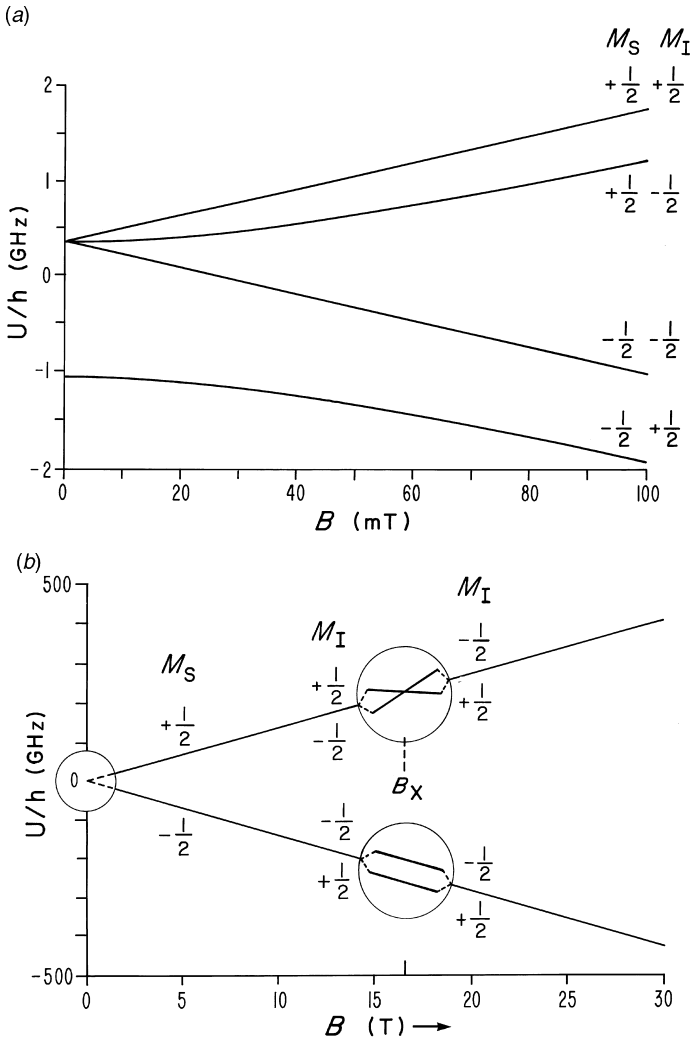 (a)
M_S M_I
+1/2 +1/2
+1/2 -1/2
-1/2 -1/2
-1/2 +1/2
2
1
0
-1
-2
U/h (GHz)
0 20 40 60 80 100
B (mT)
(b)
500
0
-500
U/h (GHz)
M_S
+1/2
-1/2
M_I
+1/2
-1/2
M_I
-1/2
+1/2
B_X
-1/2
+1/2
-1/2
+1/2
0 5 10 15 20 25 30
B (T) →